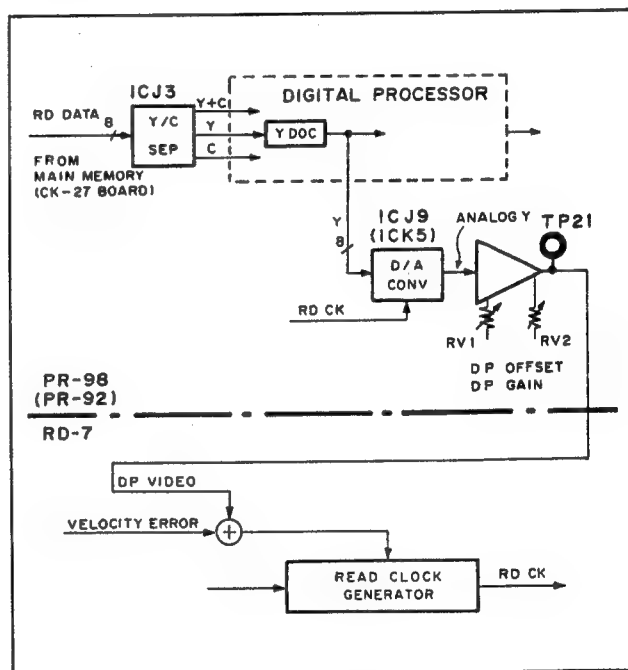 ICJ3
RD DATA
8
Y/C
SEP
Y+C
Y
C
FROM
MAIN MEMORY
(CK-27 BOARD)
DIGITAL PROCESSOR
Y DOC
Y
8
ICJ9
(ICK5)
D/A
CONV
ANALOG Y
TP21
RD CK
RV1
RV2
DP OFFSET
DP GAIN
PR-98
(PR-92)
RD-7
DP VIDEO
VELOCITY ERROR
+
READ CLOCK
GENERATOR
RD CK